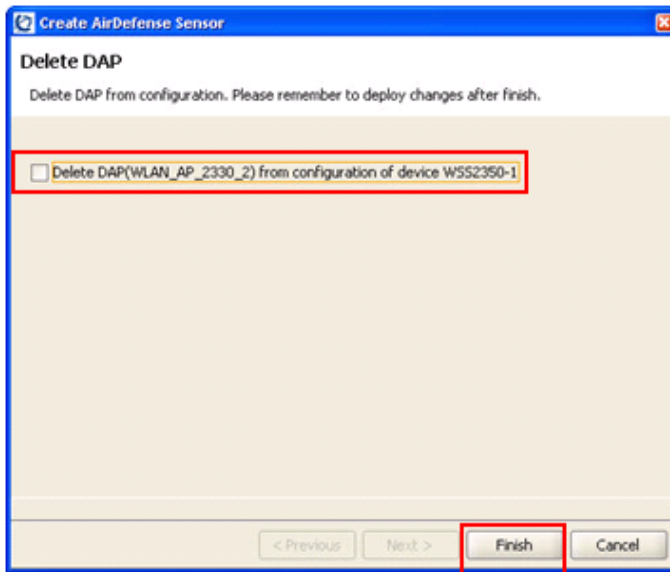 Create AirDefense Sensor
Delete DAP
Delete DAP from configuration. Please remember to deploy changes after finish.
Delete DAP(WLAN_AP_2330_2) from configuration of device WSS2350-1
< Previous
Next >
Finish
Cancel